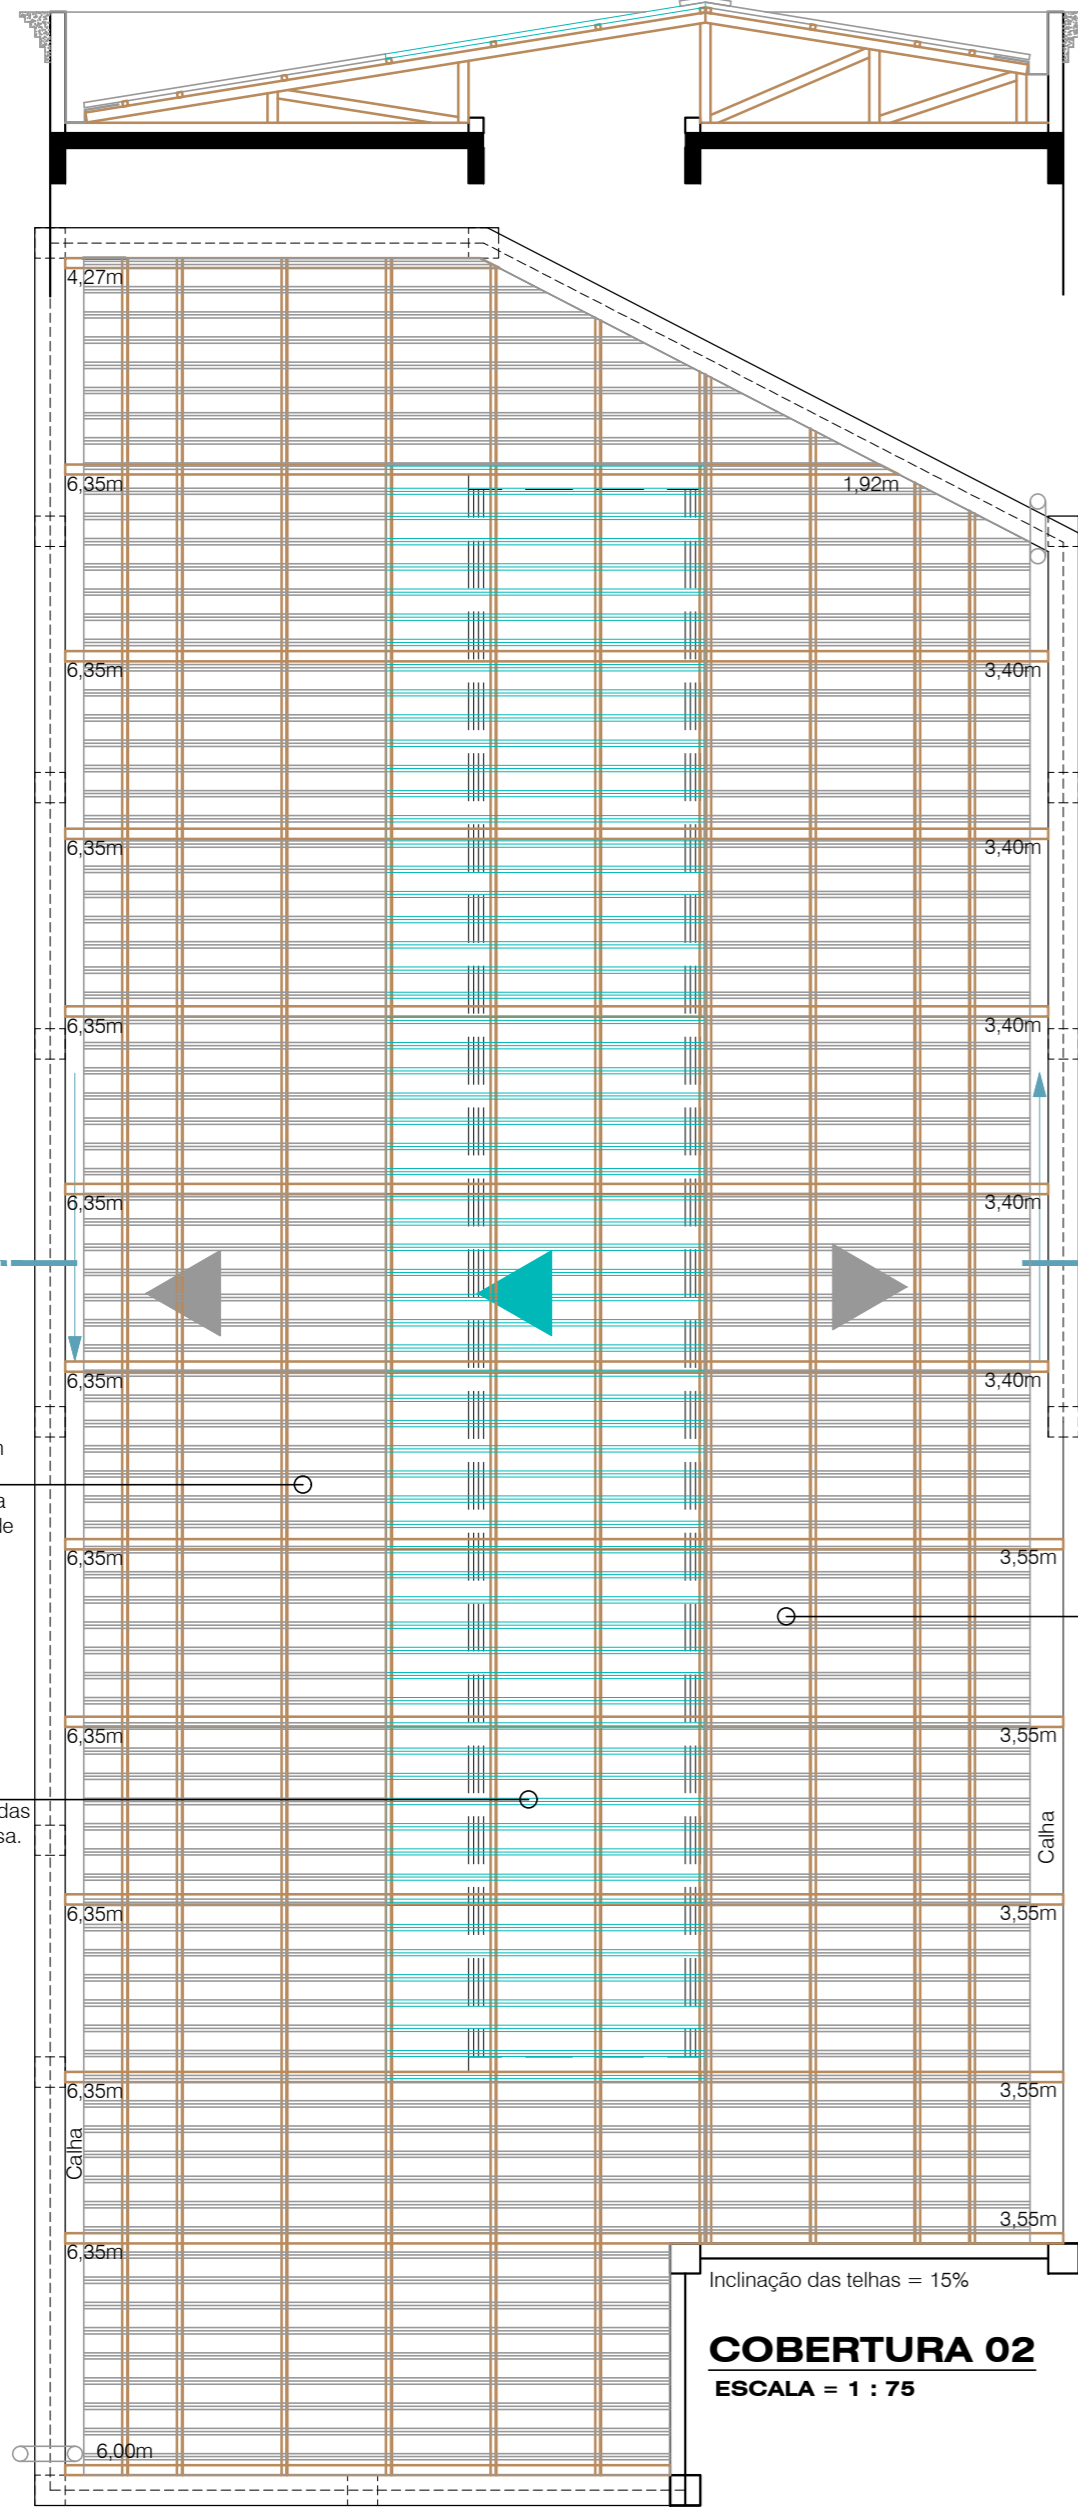 4,27m
6,35m
1,92m
6,35m
3,40m
6,35m
3,40m
6,35m
3,40m
6,35m
3,40m
6,35m
3,40m
a
de
6,35m
3,55m
6,35m
3,55m
das
sa.
Calha
6,35m
3,55m
6,35m
3,55m
Calha
3,55m
6,35m
Inclinação das telhas = 15%
COBERTURA 02
ESCALA = 1 : 75
6,00m